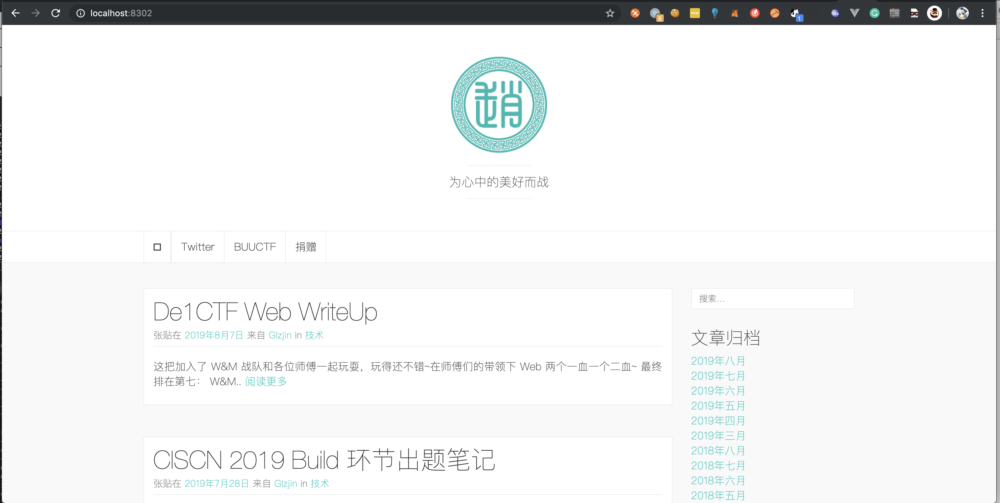 localhost:8302
5
1
Ws
趙
为心中的美好而战
Twitter
BUUCTF
捐赠
De1CTF Web WriteUp
张贴在 2019年8月7日 来自 Glzjin in 技术
这把加入了 W&M 战队和各位师傅一起玩耍，玩得还不错~在师傅们的带领下 Web 两个一血一个二血~ 最终
排在第七： W&M.. 阅读更多
CISCN 2019 Build 环节出题笔记
张贴在 2019年7月28日 来自 Glzjin in 技术
搜索…
文章归档
2019年八月
2019年七月
2019年六月
2019年五月
2019年四月
2019年三月
2018年八月
2018年七月
2018年六月
2018年五月